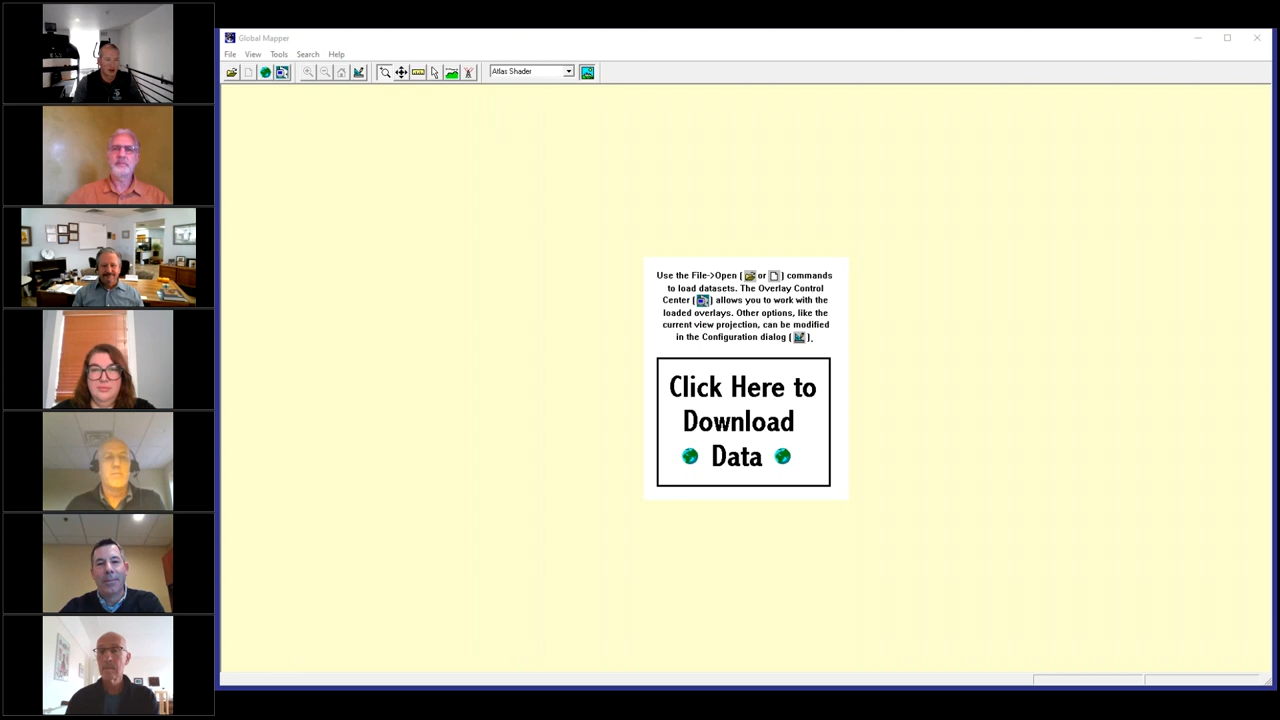 Global Mapper
File View Tools Search Help
Atlas Shader
Use the File->Open ( or ) commands
to load datasets. The Overlay Control
Center ( ) allows you to work with the
loaded overlays. Other options, like the
current view projection, can be modified
in the Configuration dialog ( ).
Click Here to
Download
Data